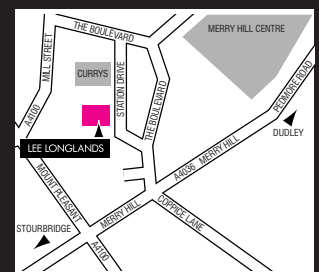 THE BOULEVARD
MERRY HILL CENTRE
MILL STREET
CURRYS
STATION DRIVE
THE BOULEVARD
PEDMORE ROAD
A4100
DUDLEY
LEE LONGLANDS
A4036 MERRY HILL
MOUNT PLEASANT
MERRY HILL
COPPICE LANE
STOURBRIDGE
A4100